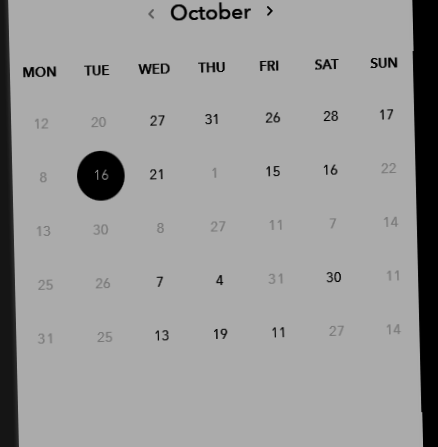 ‹ October ›
MON TUE WED THU FRI SAT SUN
12 20 27 31 26 28 17
8 16 21 1 15 16 22
13 30 8 27 11 7 14
25 26 7 4 31 30 11
31 25 13 19 11 27 14